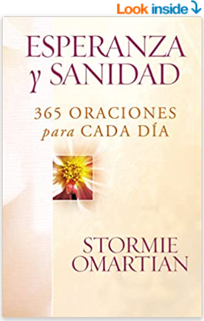 Look inside
ESPERANZA
y SANIDAD
365 ORACIONES
para CADA DÍA
STORMIE
OMARTIAN